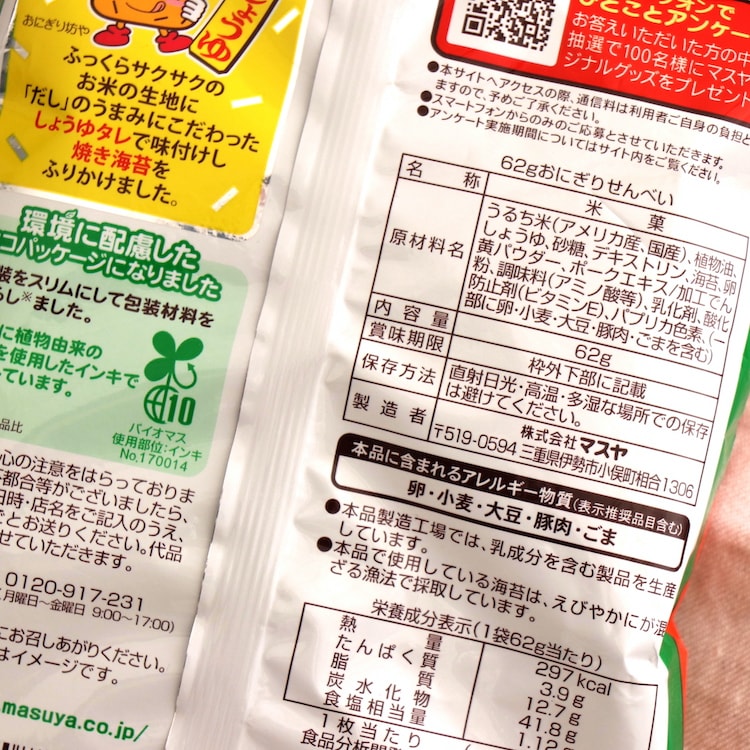 しょうゆ
おにぎり坊や
ふっくらサクサクの
お米の生地に
「だし」のうまみにこだわった
しょうゆタレで味付けし
焼き海苔を
ふりかけました。
環境に配慮した
コパッケージになりました
装をスリムにして包装材料を
らし※ました。
に植物由来の
を使用したインキで
ています。
10
バイオマス
使用部位:インキ
No.170014
品比
心の注意をはらっておりま
不都合等がございましたら、
日時・店名をご記入のうえ、
でとお送りください。代品
せていただきます。
0120-917-231
月曜日～金曜日 9:00～17:00)
にお召しあがりください。
はイメージです。
.masuya.co.jp/
ォンで
ひとことアンケー
お答えいただいた方の中
抽選で100名様にマスヤ
ジナルグッズをプレゼント
●本サイトへアクセスの際、通信料は利用者ご自身の負担と
ますので、予めご了承ください。
●スマートフォンからのみのご応募とさせていただきます。
●アンケート実施期間についてはサイト内をご覧ください。
62gおにぎりせんべい
名称 米菓
原材料名 うるち米(アメリカ産、国産)、植物油、
しょうゆ、砂糖、デキストリン、海苔、卵
黄パウダー、ポークエキス/加工でん
粉、調味料(アミノ酸等)、乳化剤、酸化
防止剤(ビタミンE)、パプリカ色素、(一
部に卵・小麦・大豆・豚肉・ごまを含む)
内容量 62g
賞味期限 枠外下部に記載
保存方法 直射日光・高温・多湿な場所での保存
は避けてください。
製造者 株式会社マスヤ
〒519-0594 三重県伊勢市小俣町相合1306
本品に含まれるアレルギー物質(表示推奨品目含む)
卵・小麦・大豆・豚肉・ごま
●本品製造工場では、乳成分を含む製品を生産
しています。
●本品で使用している海苔は、えびやかにが混
ざる漁法で採取しています。
栄養成分表示(1袋62g当たり)
熱量 297kcal
たんぱく質 3.9g
脂質 12.7g
炭水化物 41.8g
食塩相当量 1.12
1枚当たり
食品分析開